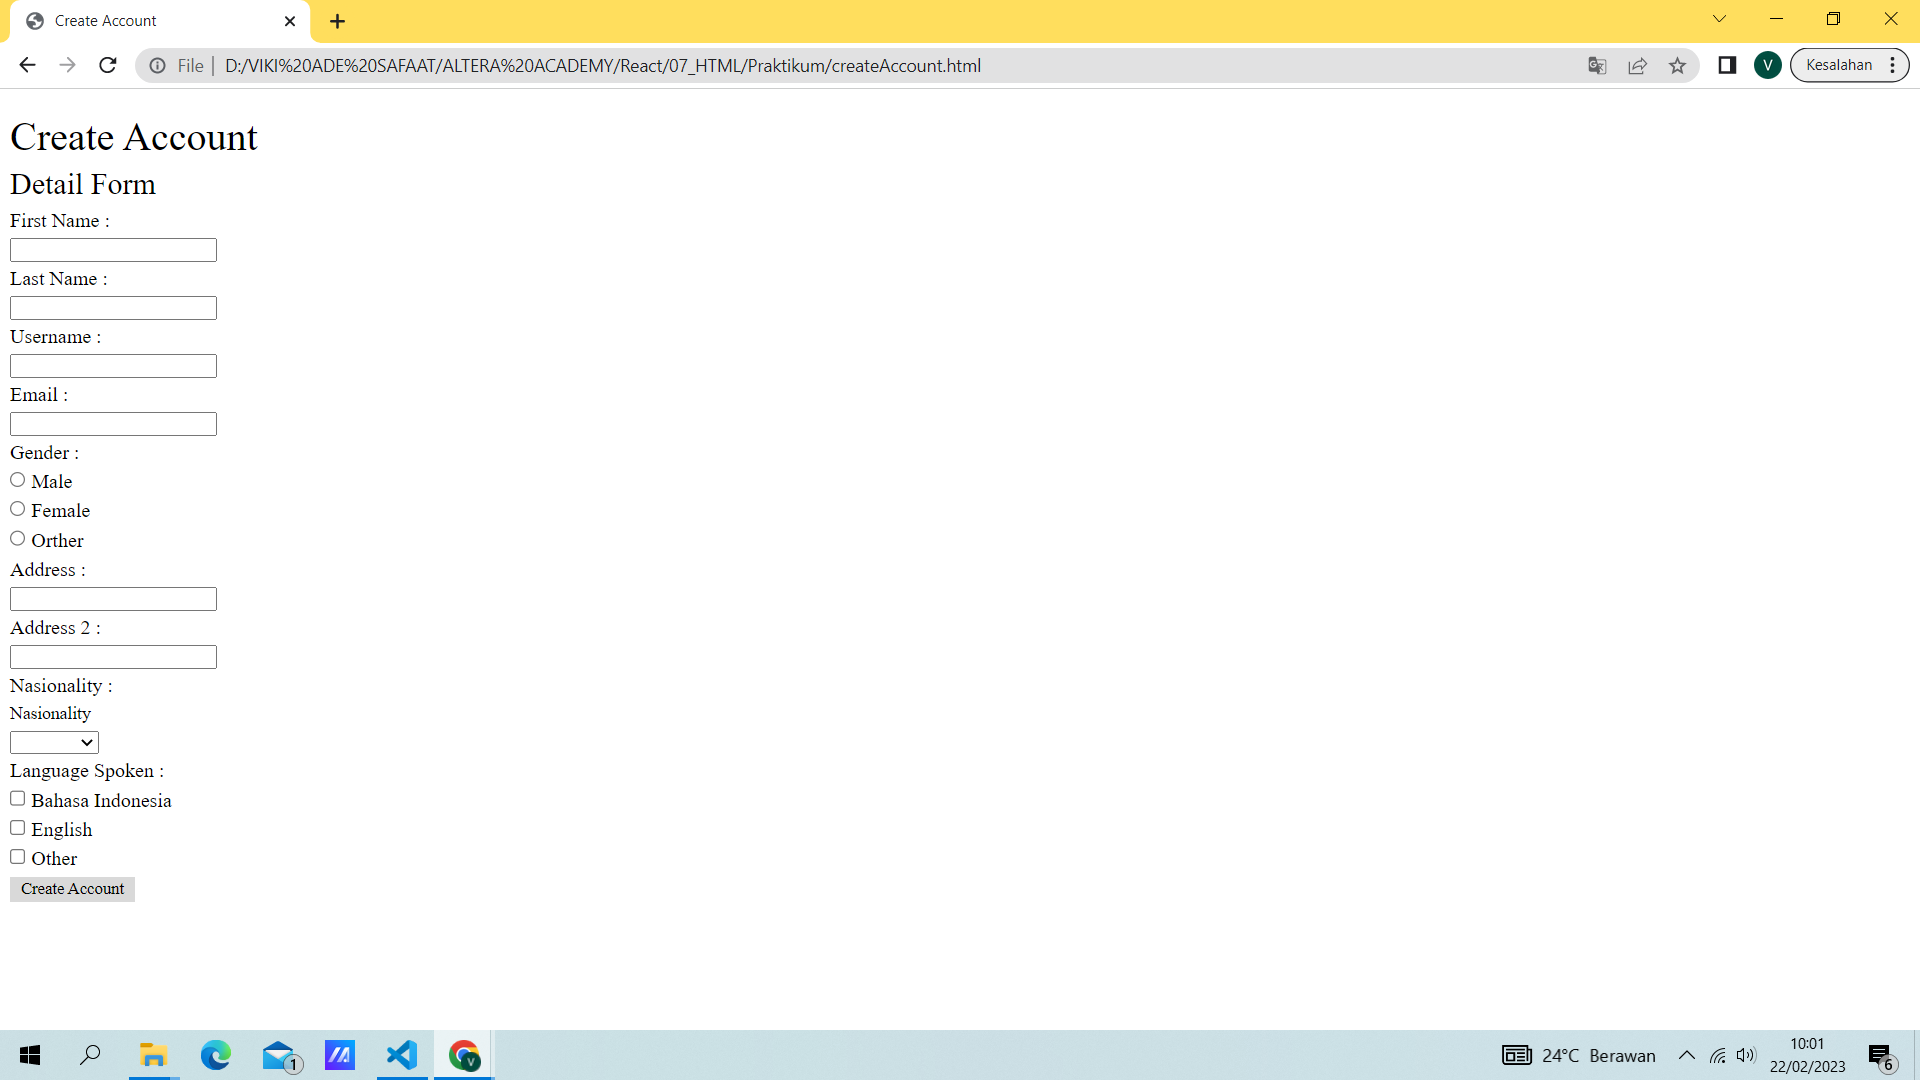 Create Account
File
D:/VIKI%20ADE%20SAFAAT/ALTERA%20ACADEMY/React/07_HTML/Praktikum/createAccount.html
V
Kesalahan
Create Account
Detail Form
First Name :
Last Name :
Username :
Email :
Gender :
Male
Female
Orther
Address :
Address 2 :
Nasionality :
Nasionality
Language Spoken :
Bahasa Indonesia
English
Other
Create Account
1
V
24°C Berawan
10:01
22/02/2023
6